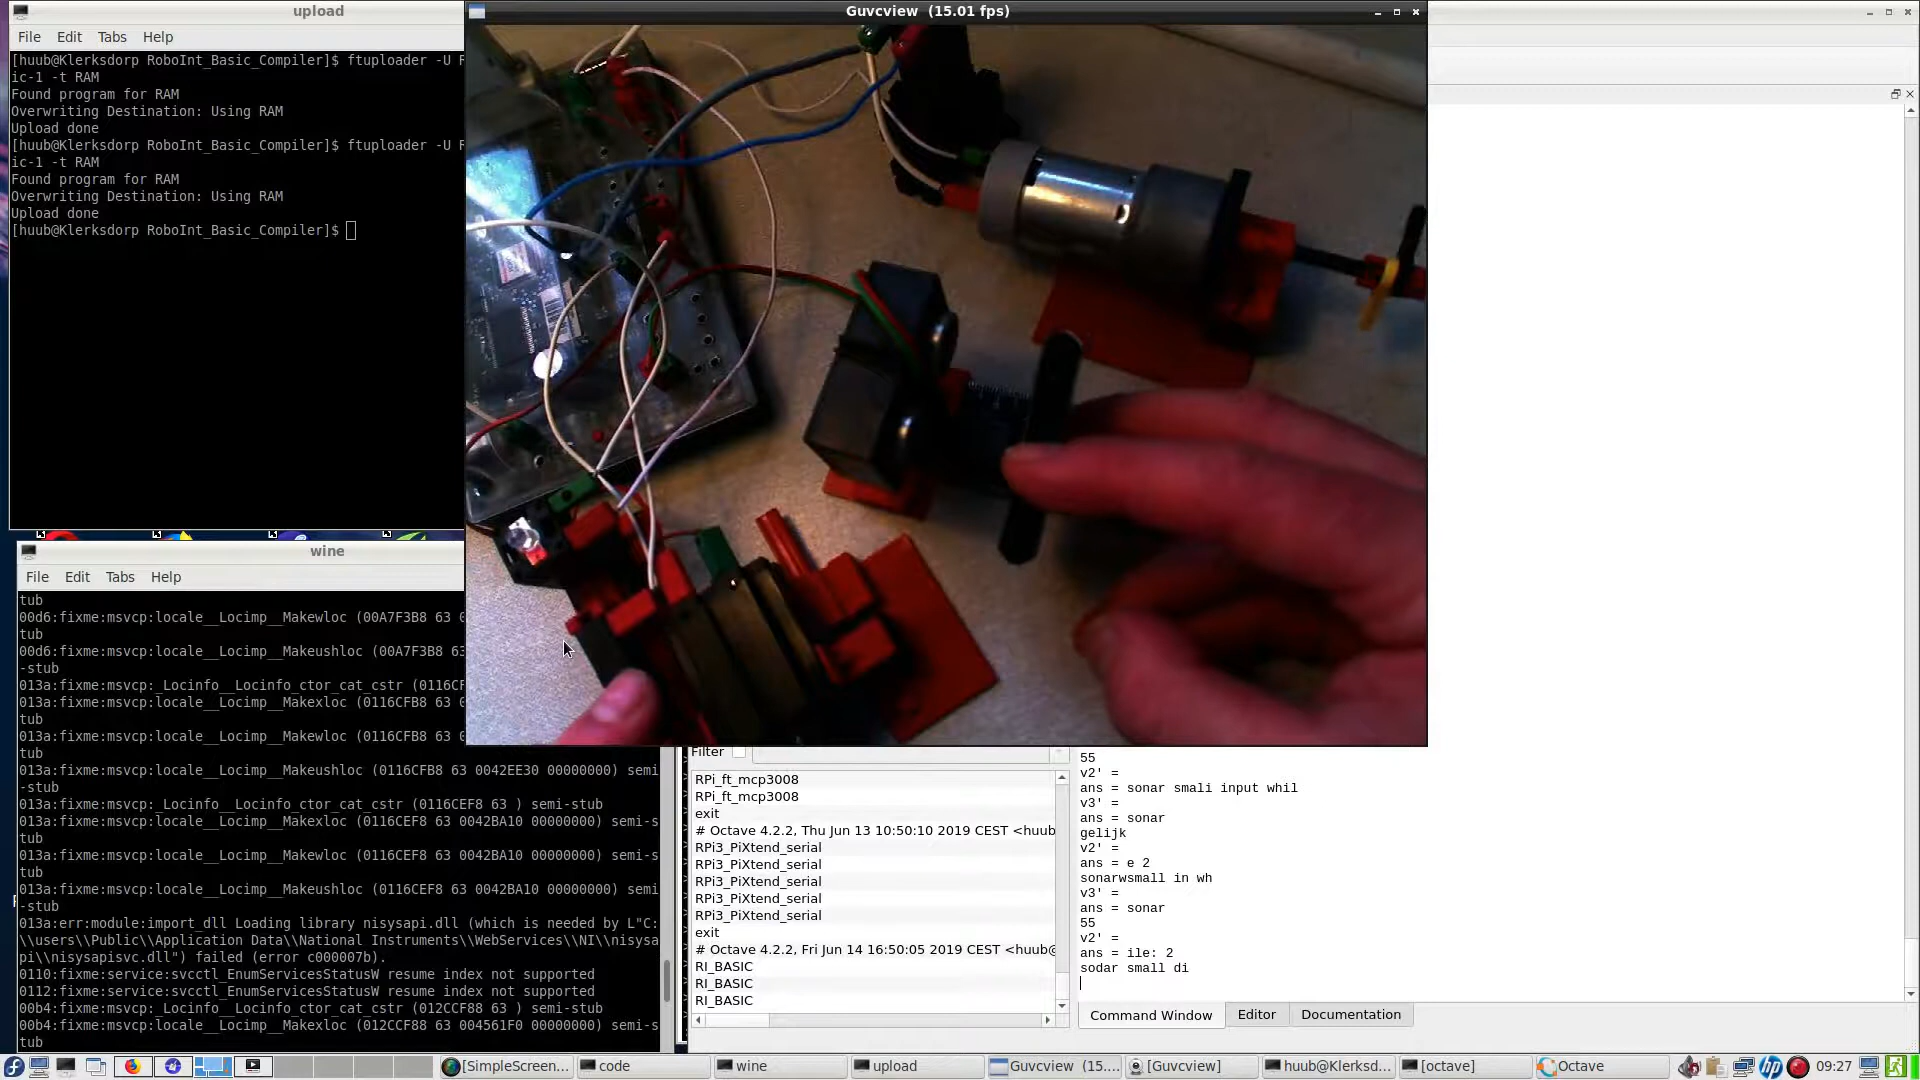 upload
File Edit Tabs Help
[huub@Klerksdorp RoboInt_Basic_Compiler]$ ftuploader -U
ic-1 -t RAM
Found program for RAM
Overwriting Destination: Using RAM
Upload done
[huub@Klerksdorp RoboInt_Basic_Compiler]$ ftuploader -U
ic-1 -t RAM
Found program for RAM
Overwriting Destination: Using RAM
Upload done
[huub@Klerksdorp RoboInt_Basic_Compiler]$
Guvcview (15.01 fps)
wine
File Edit Tabs Help
tub
00d6:fixme:msvcp:locale__Locimp__Makewloc (00A7F3B8 63
tub
00d6:fixme:msvcp:locale__Locimp__Makeushloc (00A7F3B8
-stub
013a:fixme:msvcp:_Locinfo__Locinfo_ctor_cat_cstr (0116CF
013a:fixme:msvcp:locale__Locimp__Makexloc (0116CFB8 63
tub
013a:fixme:msvcp:locale__Locimp__Makewloc (0116CFB8 63
tub
013a:fixme:msvcp:locale__Locimp__Makeushloc (0116CFB8 63 0042EE30 00000000) semi
-stub
013a:fixme:msvcp:_Locinfo__Locinfo_ctor_cat_cstr (0116CEF8 63 ) semi-stub
013a:fixme:msvcp:locale__Locimp__Makexloc (0116CEF8 63 0042BA10 00000000) semi-s
tub
013a:fixme:msvcp:locale__Locimp__Makewloc (0116CEF8 63 0042BA10 00000000) semi-s
tub
013a:fixme:msvcp:locale__Locimp__Makeushloc (0116CEF8 63 0042BA10 00000000) semi
-stub
013a:err:module:import_dll Loading library nisysapi.dll (which is needed by L"C:
\\users\\Public\\Application Data\\National Instruments\\WebServices\\NI\\nisysa
pi\\nisysapisvc.dll") failed (error c000007b).
0110:fixme:service:svcctl_EnumServicesStatusW resume index not supported
0112:fixme:service:svcctl_EnumServicesStatusW resume index not supported
00b4:fixme:msvcp:_Locinfo__Locinfo_ctor_cat_cstr (012CCF88 63 ) semi-stub
00b4:fixme:msvcp:locale__Locimp__Makexloc (012CCF88 63 004561F0 00000000) semi-s
tub
Filter
RPi_ft_mcp3008
RPi_ft_mcp3008
exit
# Octave 4.2.2, Thu Jun 13 10:50:10 2019 CEST <huub
RPi3_PiXtend_serial
RPi3_PiXtend_serial
RPi3_PiXtend_serial
RPi3_PiXtend_serial
RPi3_PiXtend_serial
exit
# Octave 4.2.2, Fri Jun 14 16:50:05 2019 CEST <huub@
RI_BASIC
RI_BASIC
RI_BASIC
55
v2' =
ans = sonar smali input whil
v3' =
ans = sonar
gelijk
v2' =
ans = e 2
sonarwsmall in wh
v3' =
ans = sonar
55
v2' =
ans = ile: 2
sodar small di
Command Window Editor Documentation
[SimpleScreen... code wine upload Guvcview (15.... [Guvcview] huub@Klerksd... [octave] Octave 09:27